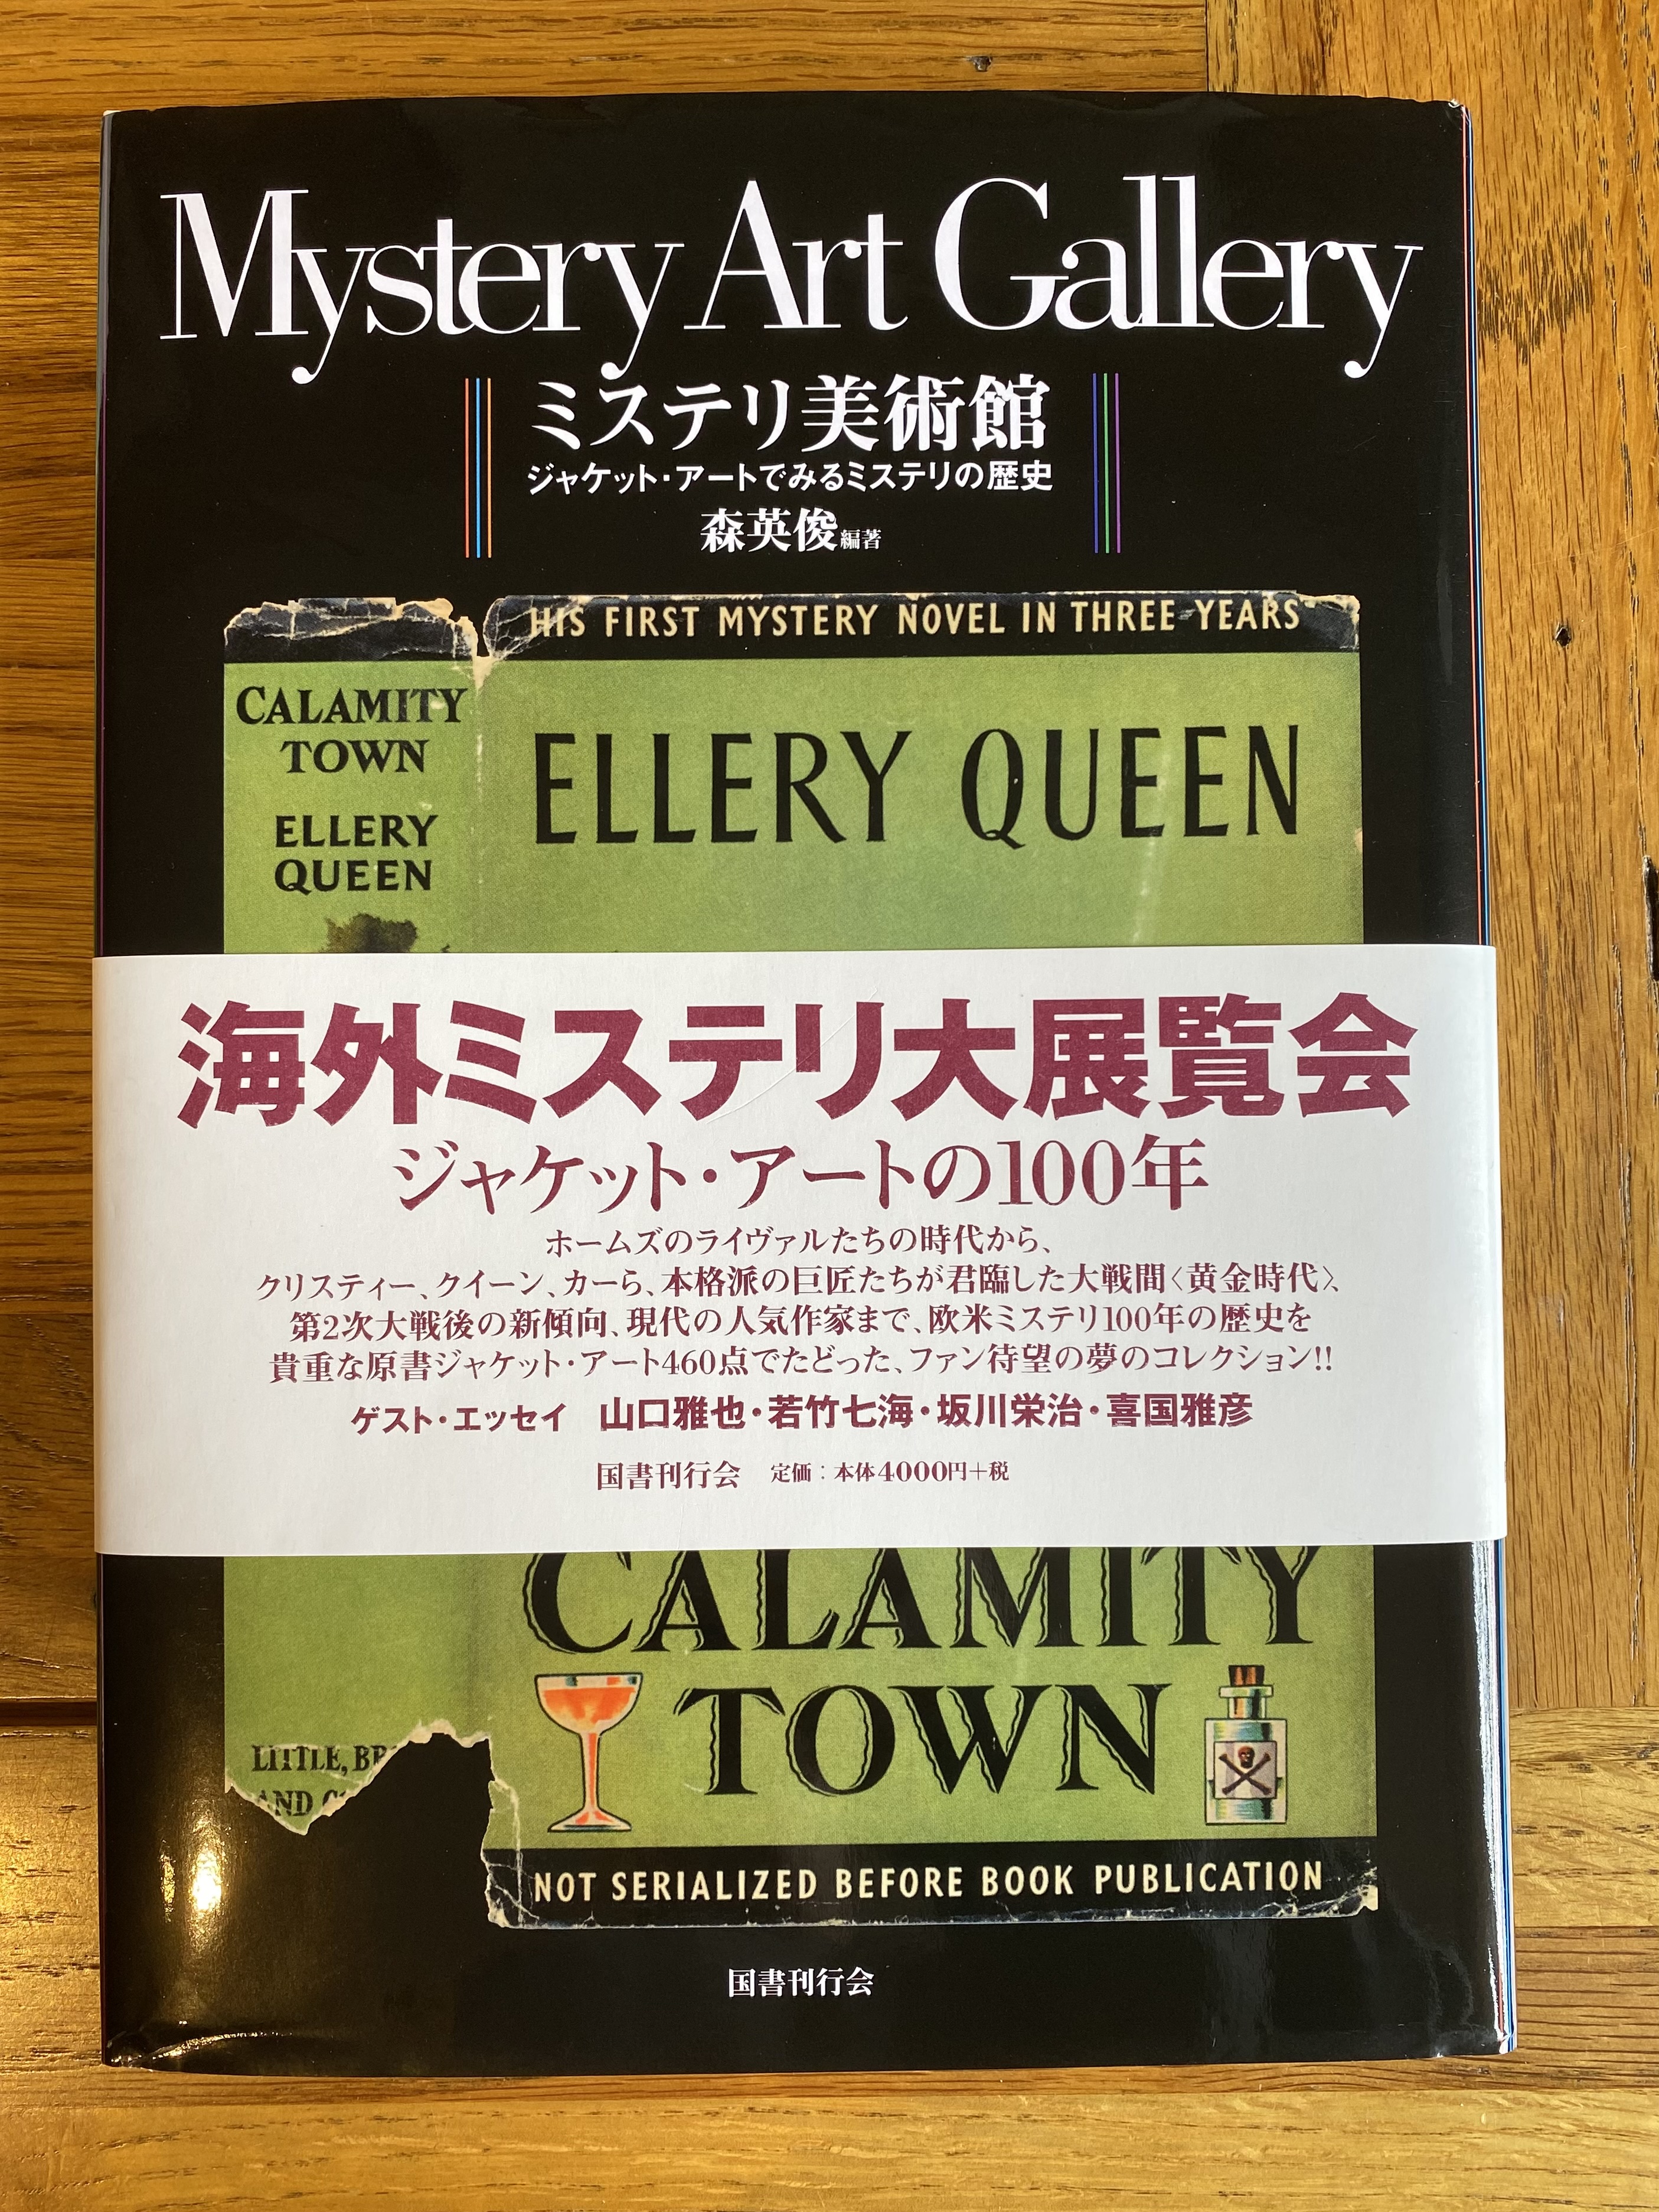 Mystery Art Gallery
ミステリ美術館
ジャケット・アートでみるミステリの歴史
森英俊編著
HIS FIRST MYSTERY NOVEL IN THREE YEARS
CALAMITY
TOWN
ELLERY
QUEEN
ELLERY QUEEN
海外ミステリ大展覧会
ジャケット・アートの100年
ホームズのライヴァルたちの時代から、
クリスティー、クイーン、カーら、本格派の巨匠たちが君臨した大戦間〈黄金時代〉、
第2次大戦後の新傾向、現代の人気作家まで、欧米ミステリ100年の歴史を
貴重な原書ジャケット・アート460点でたどった、ファン待望の夢のコレクション!!
ゲスト・エッセイ 山口雅也・若竹七海・坂川栄治・喜国雅彦
国書刊行会 定価：本体4000円+税
CALAMITY
TOWN
LITTLE,
AND
NOT SERIALIZED BEFORE BOOK PUBLICATION
国書刊行会